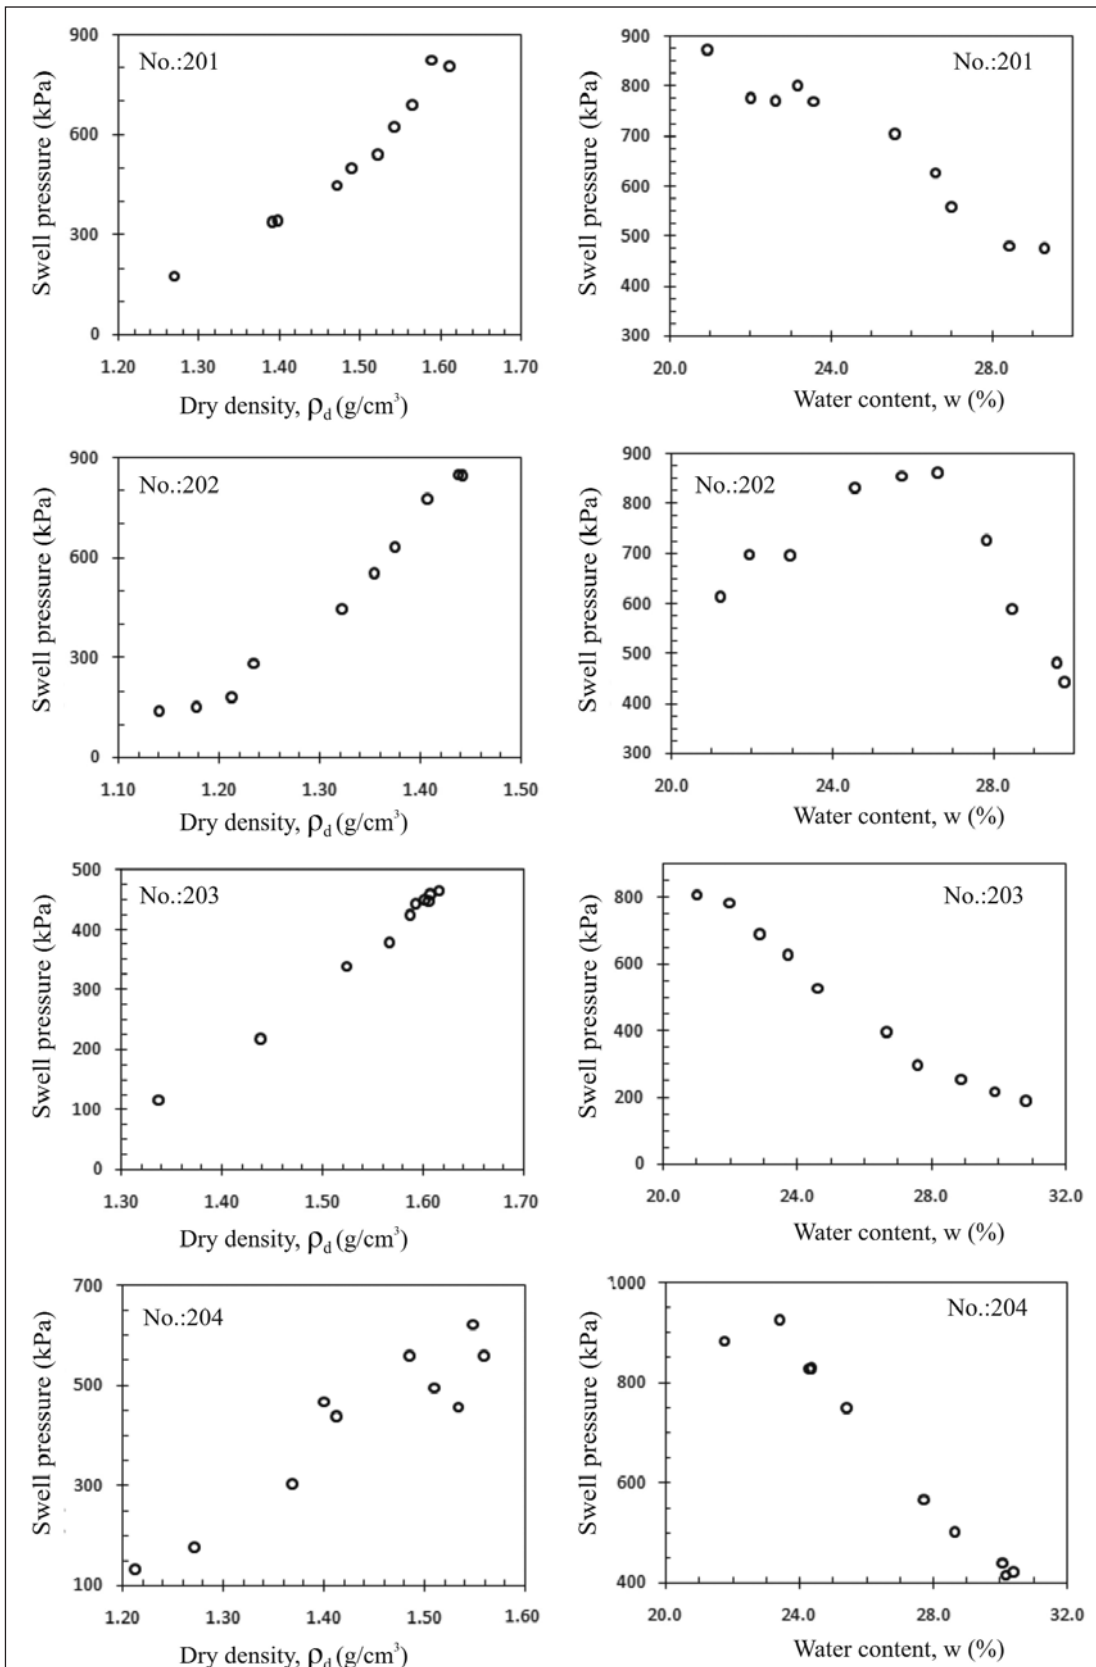 900
600
300
0
Swell pressure (kPa)
No.:201
1.20 1.30 1.40 1.50 1.60 1.70
Dry density, ρd (g/cm³)
900
800
700
600
500
400
300
Swell pressure (kPa)
No.:201
20.0 24.0 28.0
Water content, w (%)
900
600
300
0
Swell pressure (kPa)
No.:202
1.10 1.20 1.30 1.40 1.50
Dry density, ρd (g/cm³)
900
800
700
600
500
400
300
Swell pressure (kPa)
No.:202
20.0 24.0 28.0
Water content, w (%)
500
400
300
200
100
0
Swell pressure (kPa)
No.:203
1.30 1.40 1.50 1.60 1.70
Dry density, ρd (g/cm³)
800
600
400
200
0
Swell pressure (kPa)
No.:203
20.0 24.0 28.0 32.0
Water content, w (%)
700
500
300
100
Swell pressure (kPa)
No.:204
1.20 1.30 1.40 1.50 1.60
Dry density, ρd (g/cm³)
1000
800
600
400
Swell pressure (kPa)
No.:204
20.0 24.0 28.0 32.0
Water content, w (%)